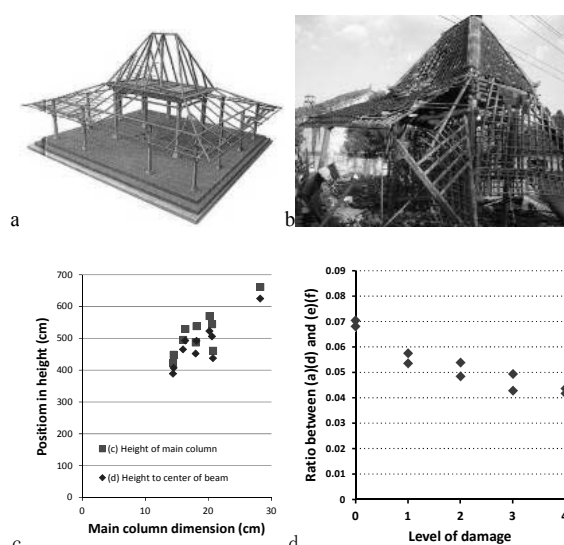 a
b
700
600
500
400
300
200
100
0
0
10
20
30
Positiom in height (cm)
(c) Height of main column
(d) Height to center of beam
Main column dimension (cm)
c
0.09
0.08
0.07
0.06
0.05
0.04
0.03
0.02
0.01
0
0
1
2
3
4
Ratio between (a)(d) and (e)(f)
Level of damage
d